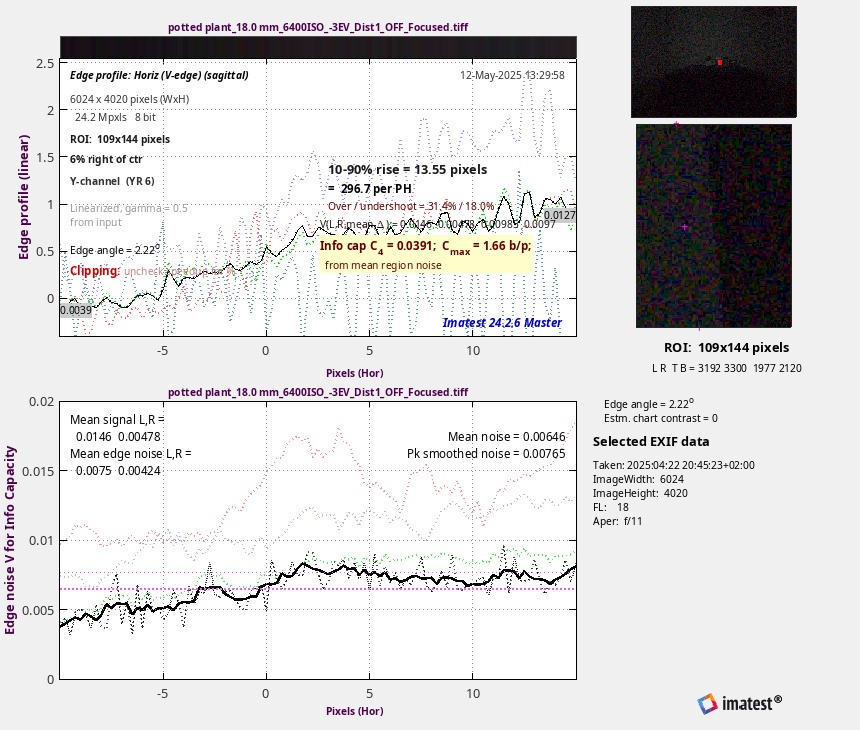 potted plant_18.0 mm_6400ISO_-3EV_Dist1_OFF_Focused.tiff
Edge profile: Horiz (V-edge) (sagittal)
12-May-2025 13:29:58
6024 x 4020 pixels (WxH)
24.2 Mpxls 8 bit
ROI: 109x144 pixels
6% right of ctr
Y-channel (YR 6)
Linearized, gamma = 0.5
from input
Edge angle = 2.22o
Clipping:
10-90% rise = 13.55 pixels
= 296.7 per PH
Over / undershoot = 31.4% / 18.0%
Info cap C4 = 0.0391; Cmax = 1.66 b/p;
from mean region noise
0.0127
0.0039
Imatest 24.2.6 Master
Edge profile (linear)
2.5
2
1.5
1
0.5
0
-5
0
5
10
Pixels (Hor)
potted plant_18.0 mm_6400ISO_-3EV_Dist1_OFF_Focused.tiff
Mean signal L,R =
0.0146 0.00478
Mean edge noise L,R =
0.0075 0.00424
Mean noise = 0.00646
Pk smoothed noise = 0.00765
Edge noise V for Info Capacity
0.02
0.015
0.01
0.005
0
-5
0
5
10
Pixels (Hor)
ROI: 109x144 pixels
L R T B = 3192 3300 1977 2120
Edge angle = 2.22o
Estm. chart contrast = 0
Selected EXIF data
Taken: 2025:04:22 20:45:23+02:00
ImageWidth: 6024
ImageHeight: 4020
FL: 18
Aper: f/11
imatest®